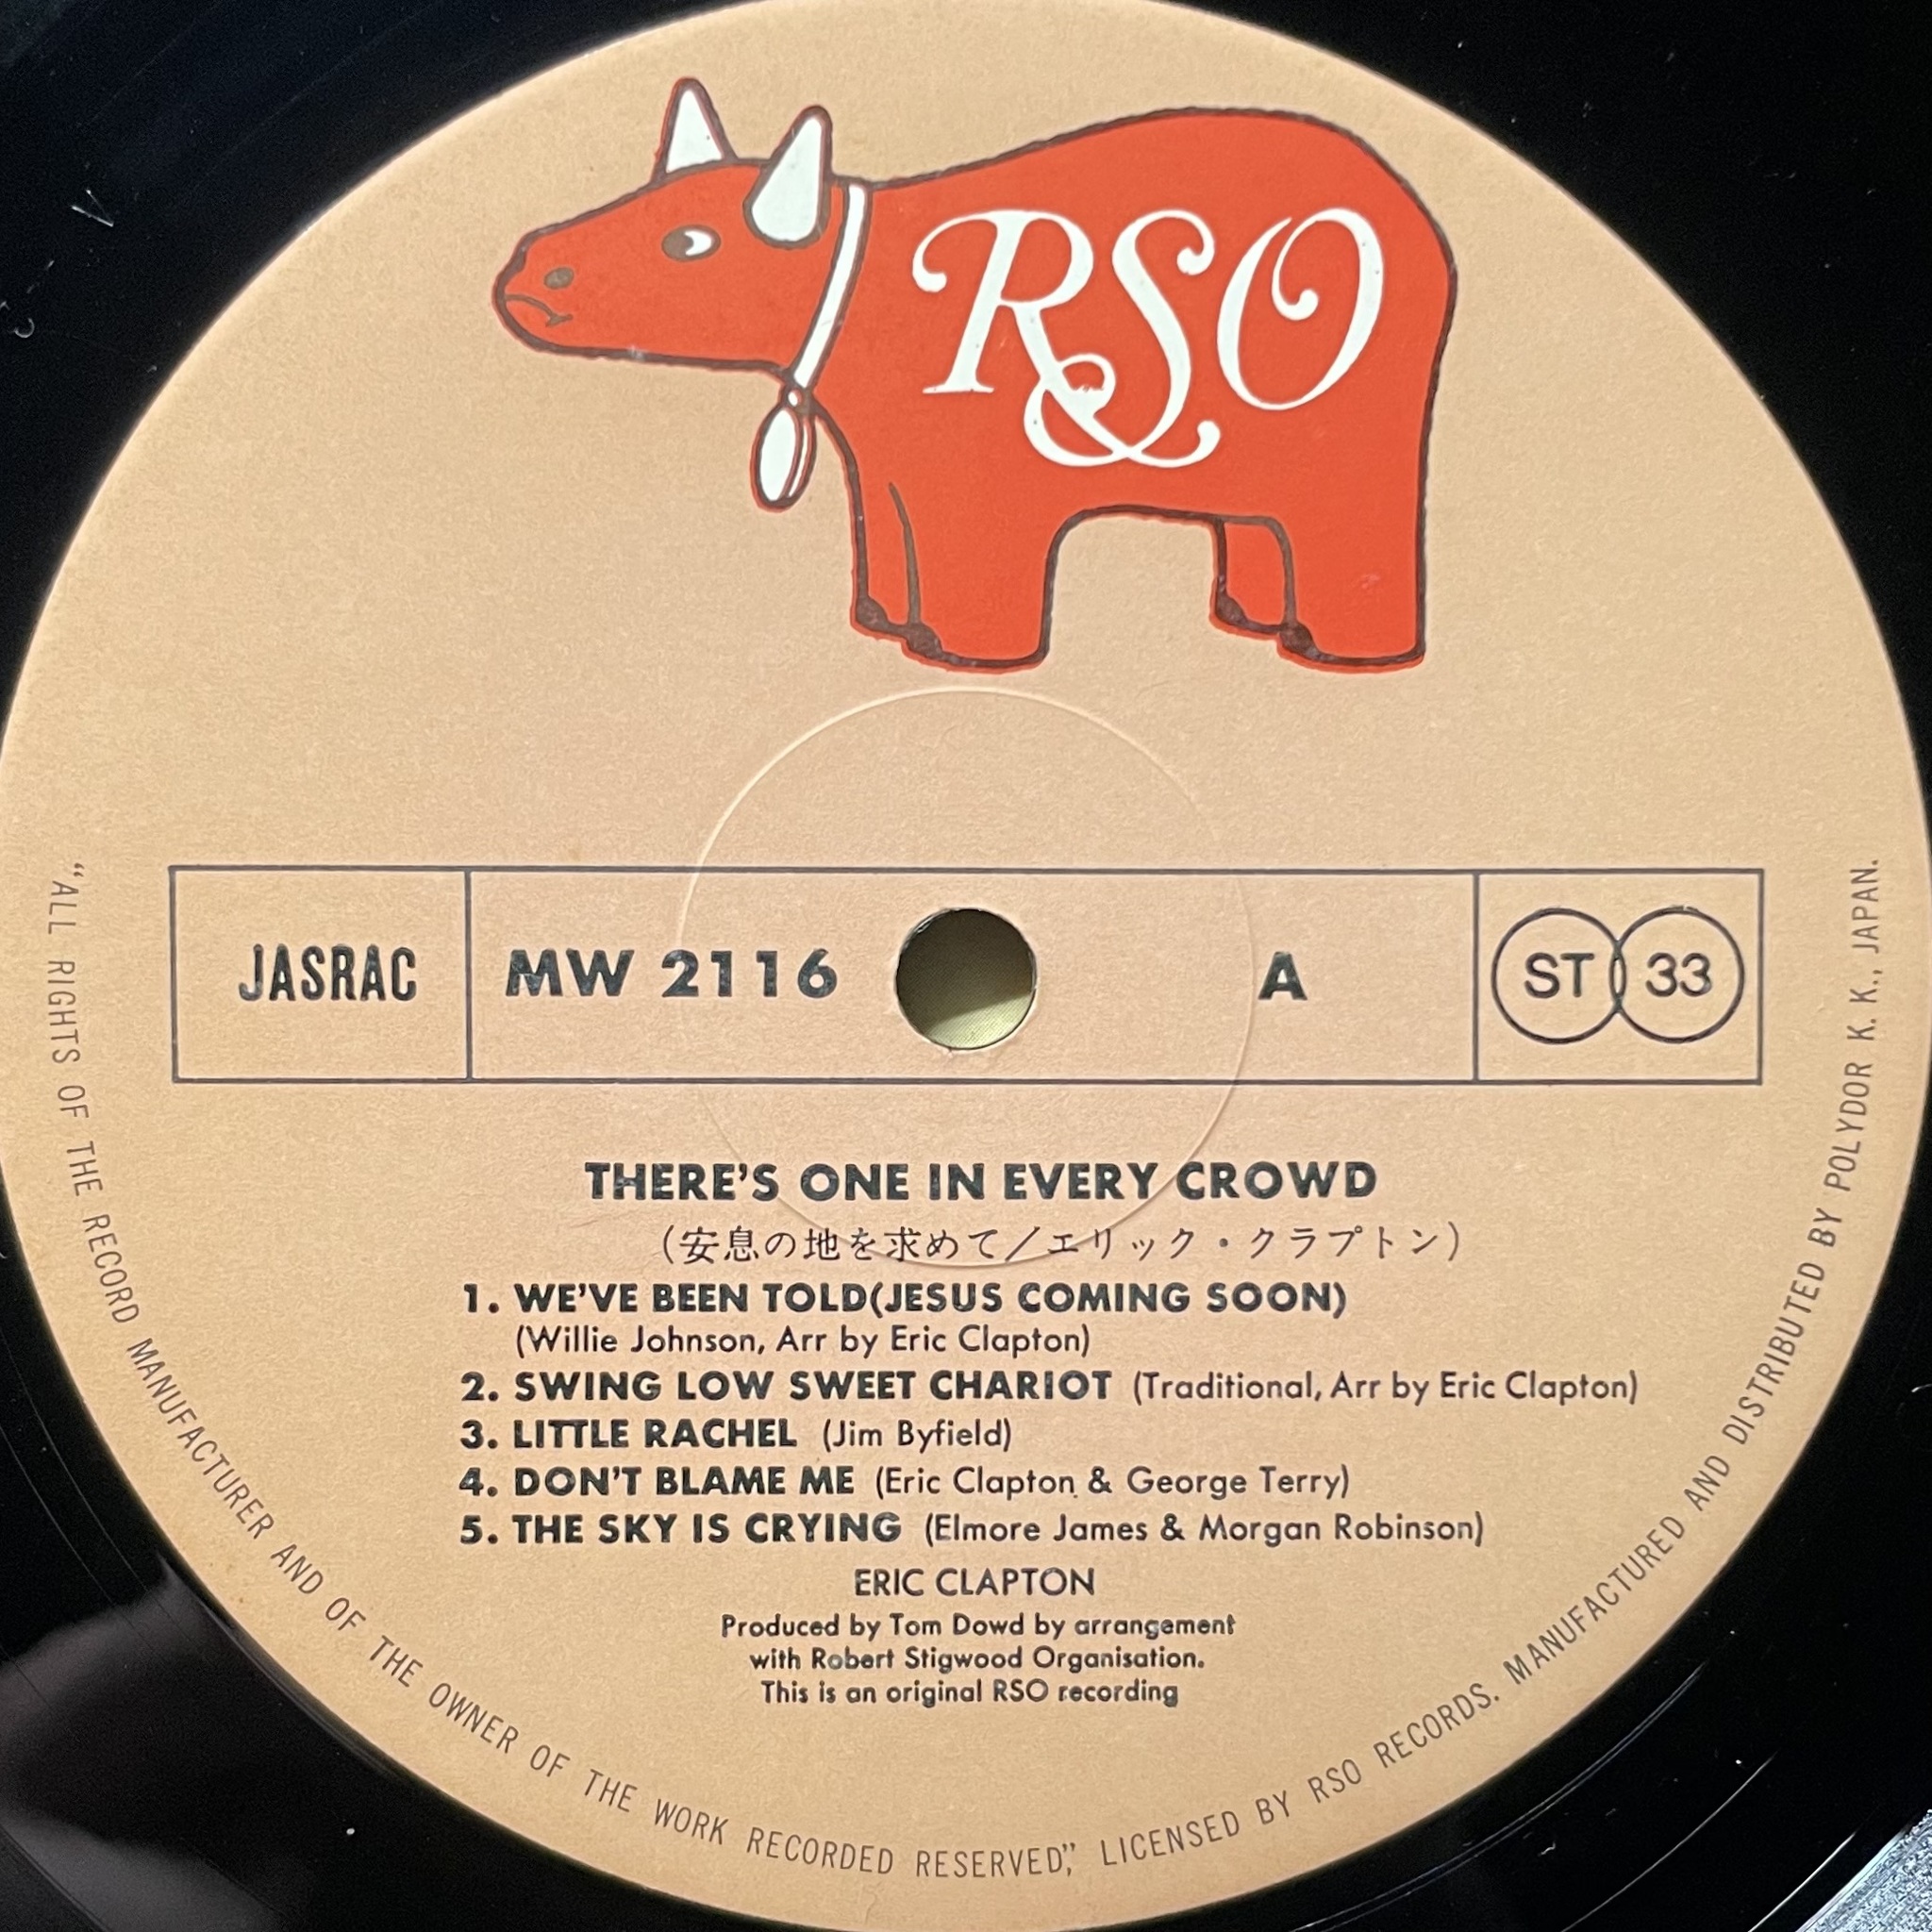 RSO
JASRAC
MW 2116
A
ST 33
THERE'S ONE IN EVERY CROWD
(安息の地を求めて/エリック・クラプトン)
1. WE'VE BEEN TOLD(JESUS COMING SOON)
(Willie Johnson, Arr by Eric Clapton)
2. SWING LOW SWEET CHARIOT (Traditional, Arr by Eric Clapton)
3. LITTLE RACHEL (Jim Byfield)
4. DON'T BLAME ME (Eric Clapton & George Terry)
5. THE SKY IS CRYING (Elmore James & Morgan Robinson)
ERIC CLAPTON
Produced by Tom Dowd by arrangement
with Robert Stigwood Organisation.
This is an original RSO recording
"ALL RIGHTS OF THE RECORD MANUFACTURER AND OF THE OWNER OF THE WORK RECORDED RESERVED," LICENSED BY RSO RECORDS. MANUFACTURED AND DISTRIBUTED BY POLYDOR K. K., JAPAN.